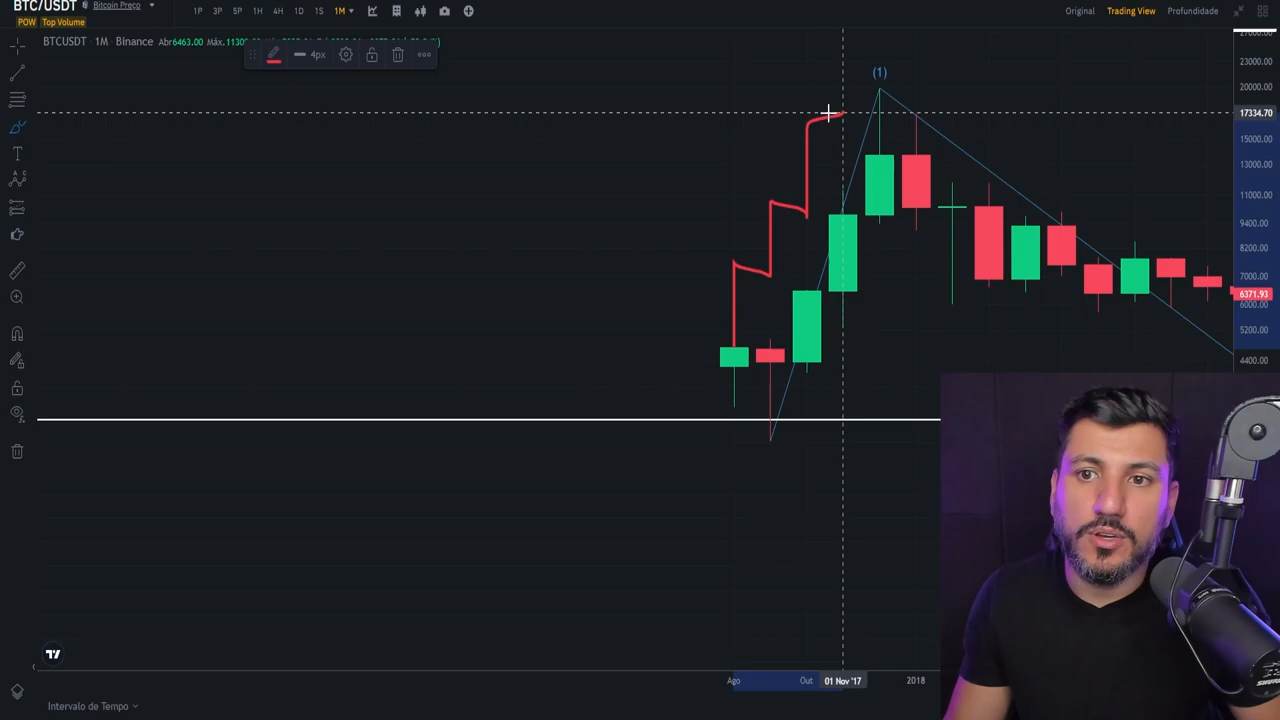 BTC/USDT Bitcoin Preço 1P 3P 5P 1H 4H 1D 1S 1M Original Trading View Profundidade
POW Top Volume
BTCUSDT · 1M · Binance Abr6463.00
4px
(1)
23000.00
20000.00
17334.70
15000.00
13000.00
11000.00
9400.00
8200.00
7000.00
6371.93
6000.00
5200.00
4400.00
Ago Out 01 Nov '17 2018
Intervalo de Tempo